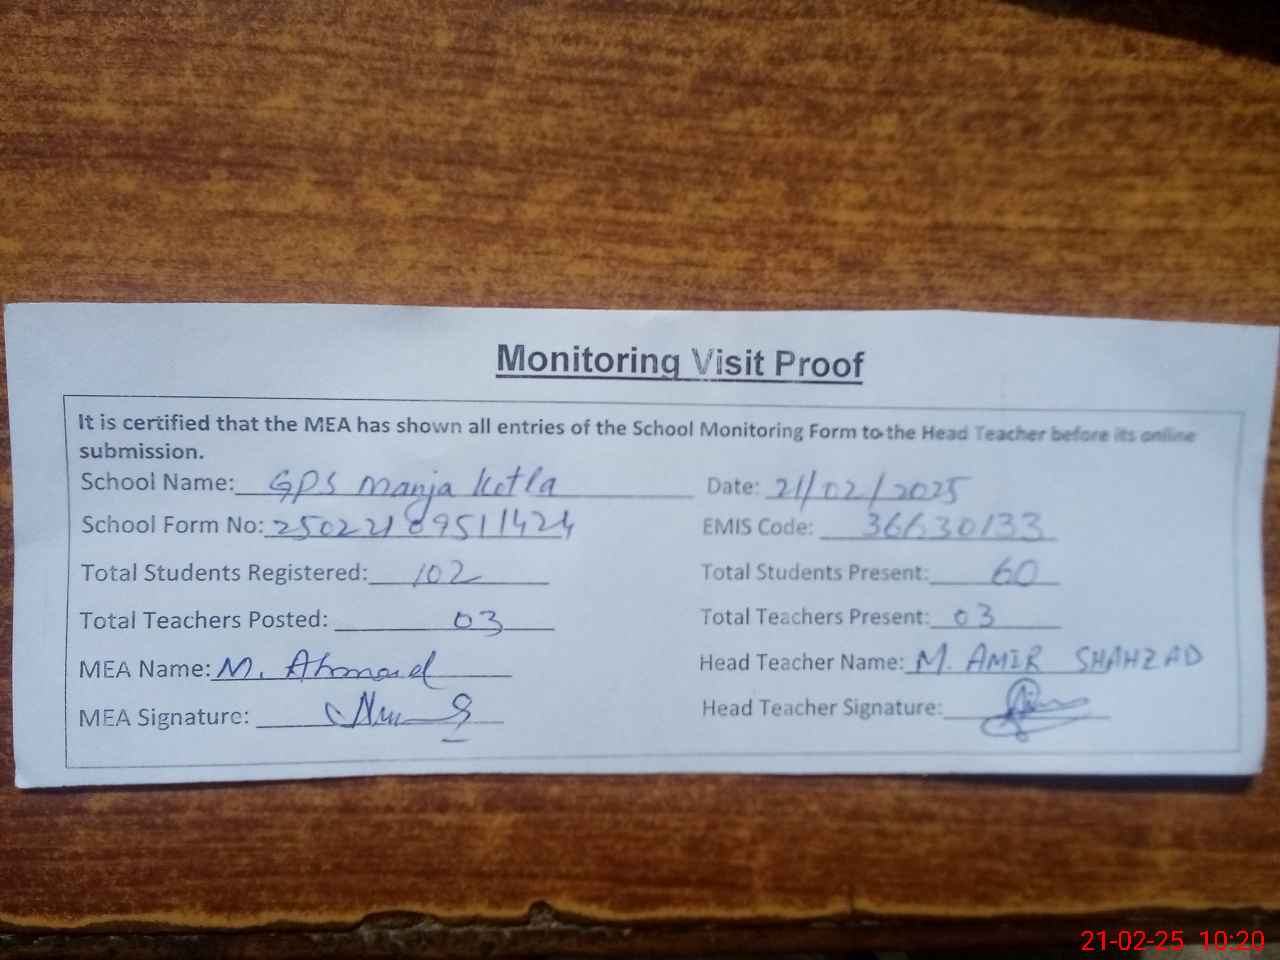 Monitoring Visit Proof
It is certified that the MEA has shown all entries of the School Monitoring Form to the Head Teacher before its online
submission.
School Name: GPS Manja Kotla Date: 21/02/2025
School Form No: 25022189511424 EMIS Code: 36630133
Total Students Registered: 102 Total Students Present: 60
Total Teachers Posted: 03 Total Teachers Present: 03
MEA Name: M. Ahmad Head Teacher Name: M. AMIR SHAHZAD
MEA Signature: Head Teacher Signature:
21-02-25 10:20